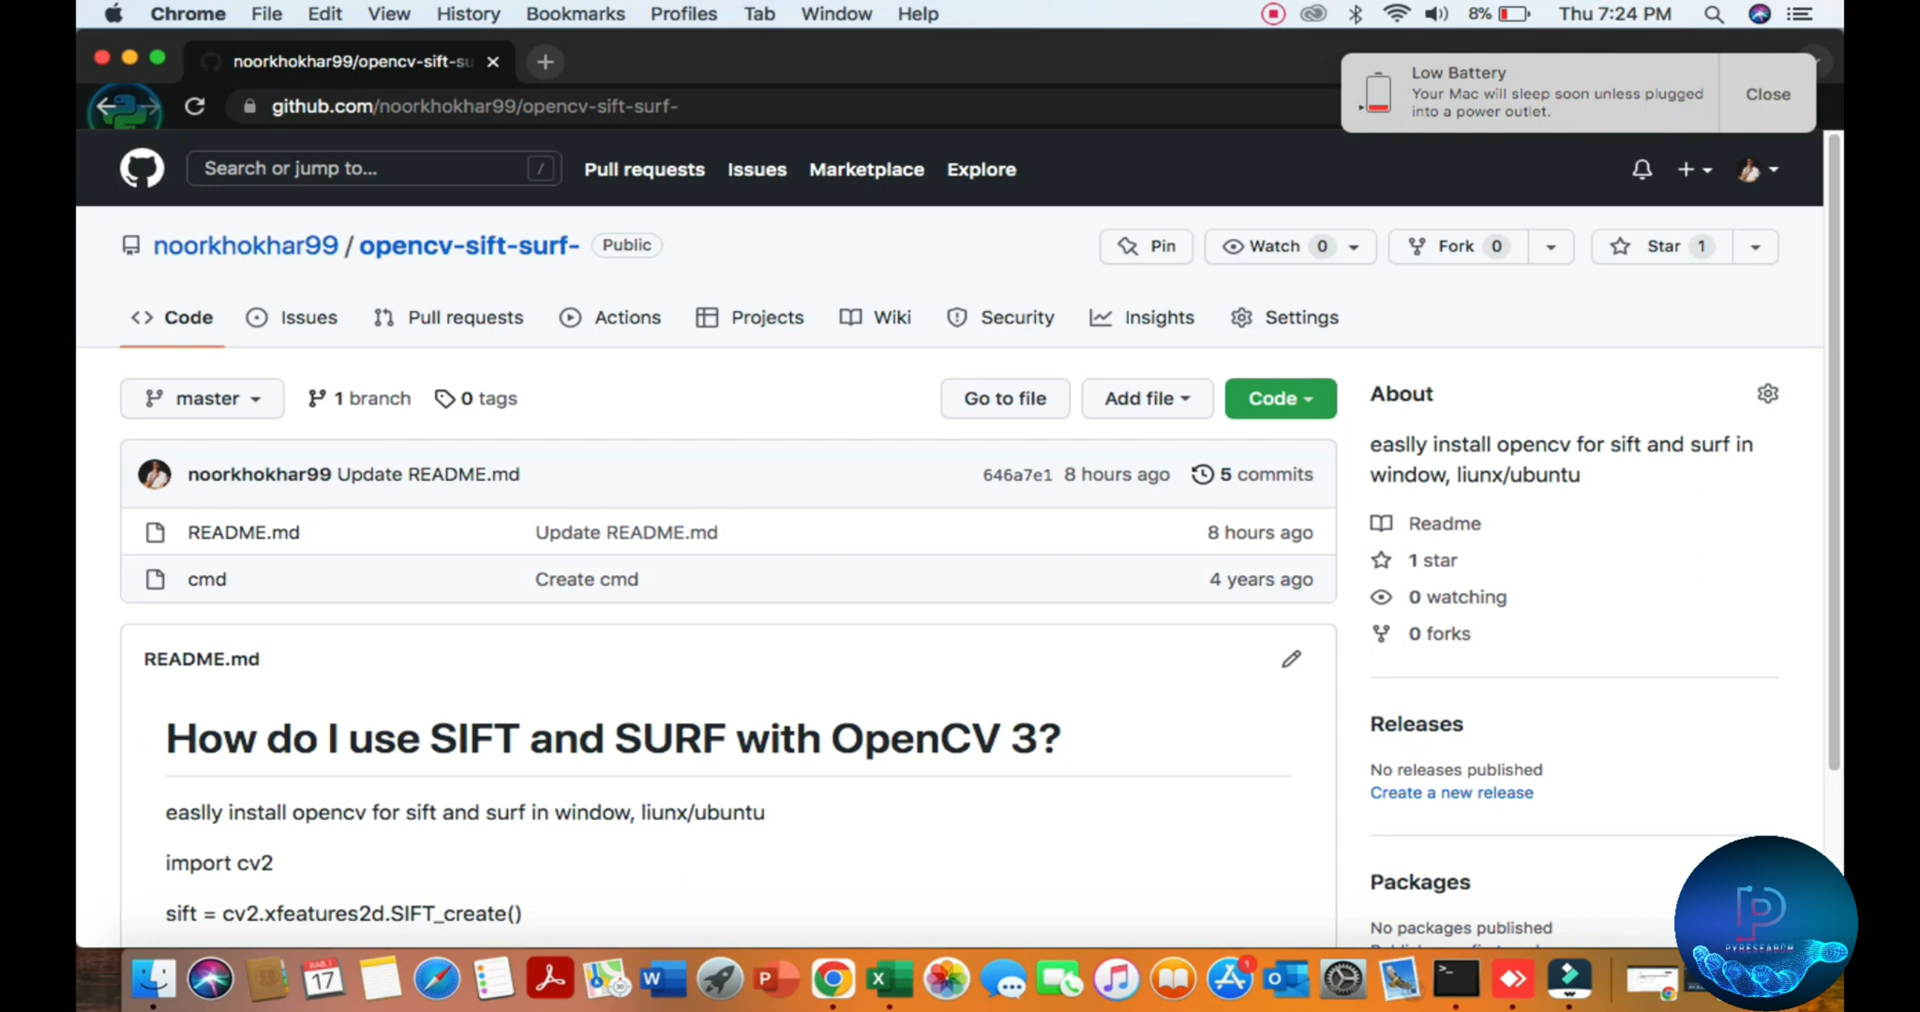 Chrome File Edit View History Bookmarks Profiles Tab Window Help
8% Thu 7:24 PM
noorkhokhar99/opencv-sift-su
Low Battery
Your Mac will sleep soon unless plugged
into a power outlet.
Close
github.com/noorkhokhar99/opencv-sift-surf-
Search or jump to... /
Pull requests Issues Marketplace Explore
noorkhokhar99 / opencv-sift-surf- Public
Pin Watch 0 Fork 0 Star 1
Code Issues Pull requests Actions Projects Wiki Security Insights Settings
master 1 branch 0 tags Go to file Add file Code
noorkhokhar99 Update README.md 646a7e1 8 hours ago 5 commits
README.md Update README.md 8 hours ago
cmd Create cmd 4 years ago
README.md
How do I use SIFT and SURF with OpenCV 3?
easlly install opencv for sift and surf in window, liunx/ubuntu
import cv2
sift = cv2.xfeatures2d.SIFT_create()
About
easlly install opencv for sift and surf in
window, liunx/ubuntu
Readme
1 star
0 watching
0 forks
Releases
No releases published
Create a new release
Packages
No packages published
PYRESEARCH
17
W
P
X
1